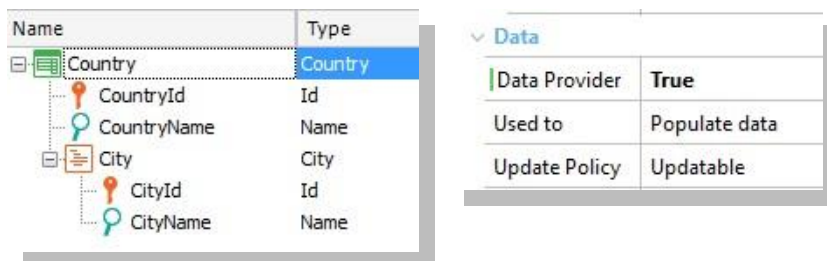 Name Type
Country Country
CountryId Id
CountryName Name
City City
CityId Id
CityName Name
Data
Data Provider True
Used to Populate data
Update Policy Updatable